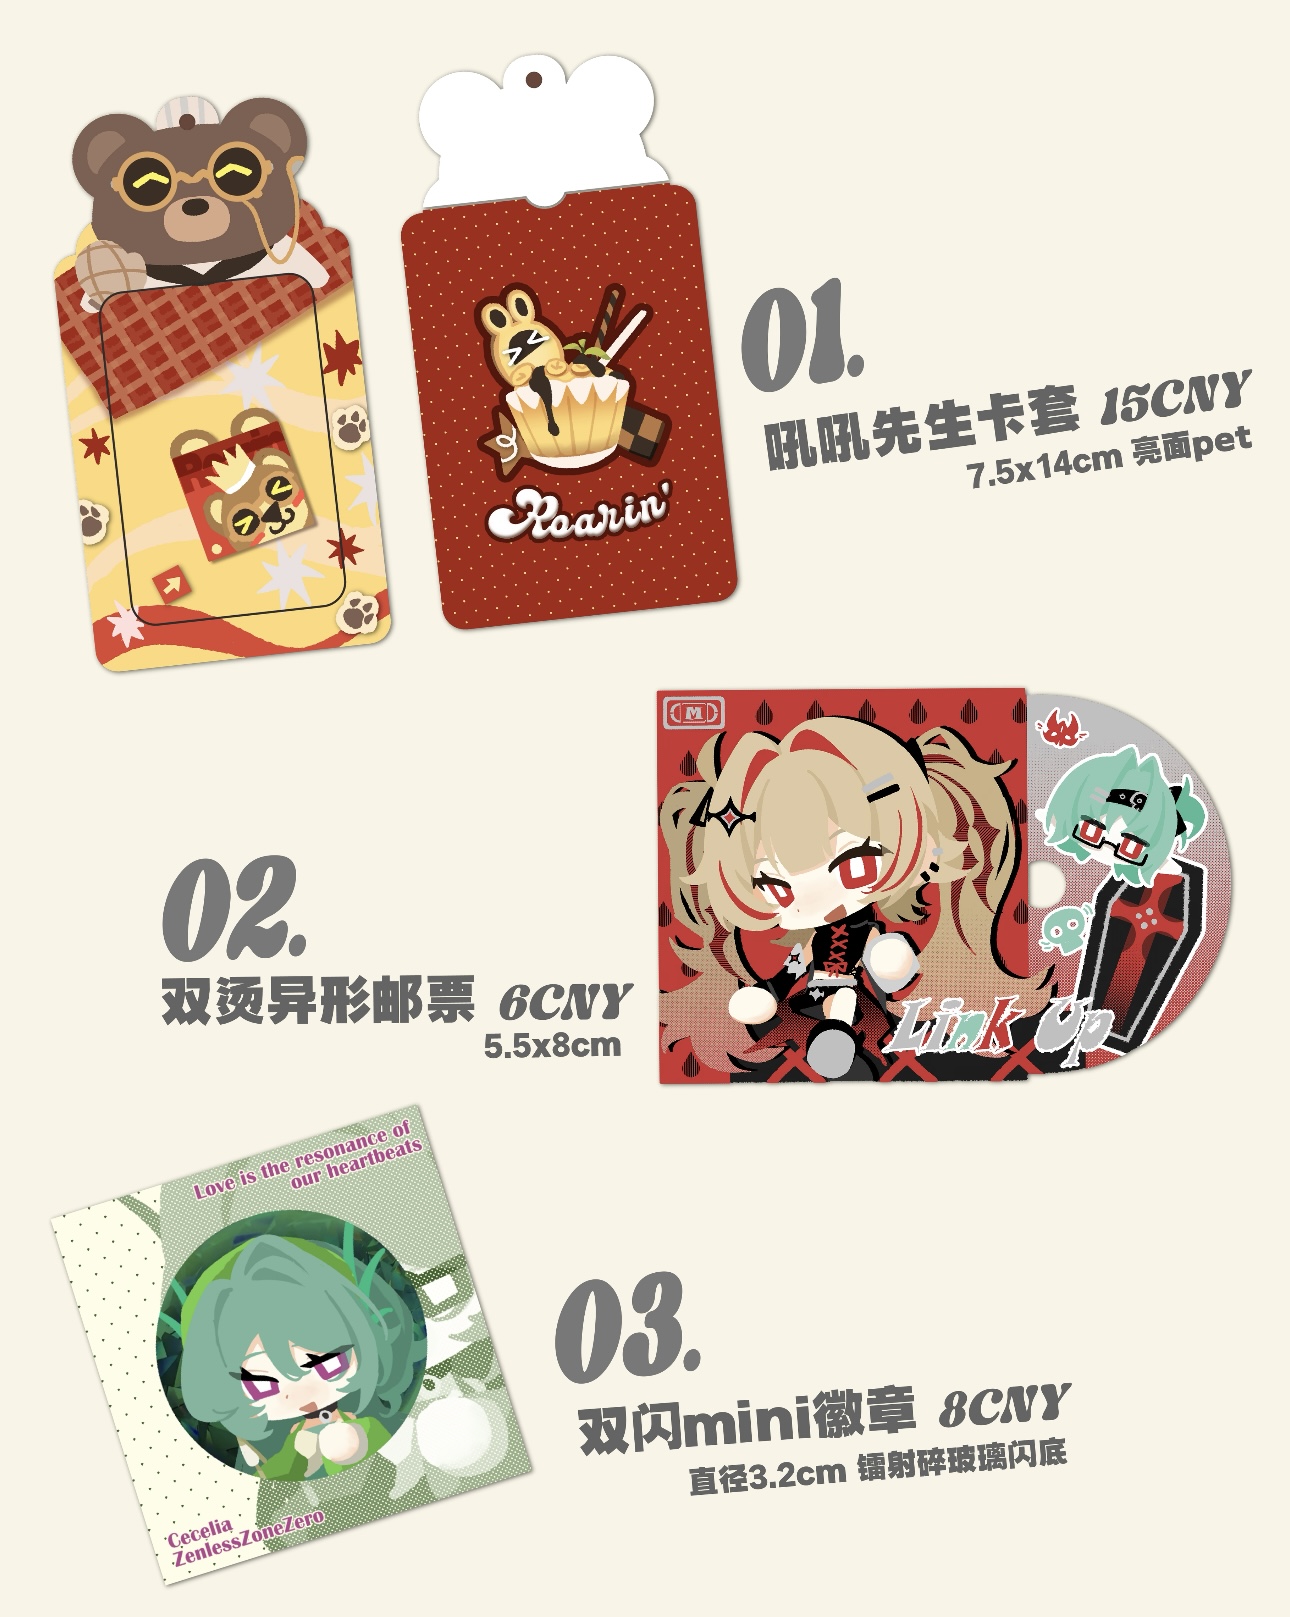 Roarin'
01.
吼吼先生卡套 15CNY
7.5x14cm 亮面pet
M
Link Up
02.
双烫异形邮票 6CNY
5.5x8cm
Love is the resonance of
our heartbeats
Cecelia
ZenlessZoneZero
03.
双闪mini徽章 8CNY
直径3.2cm 镭射碎玻璃闪底